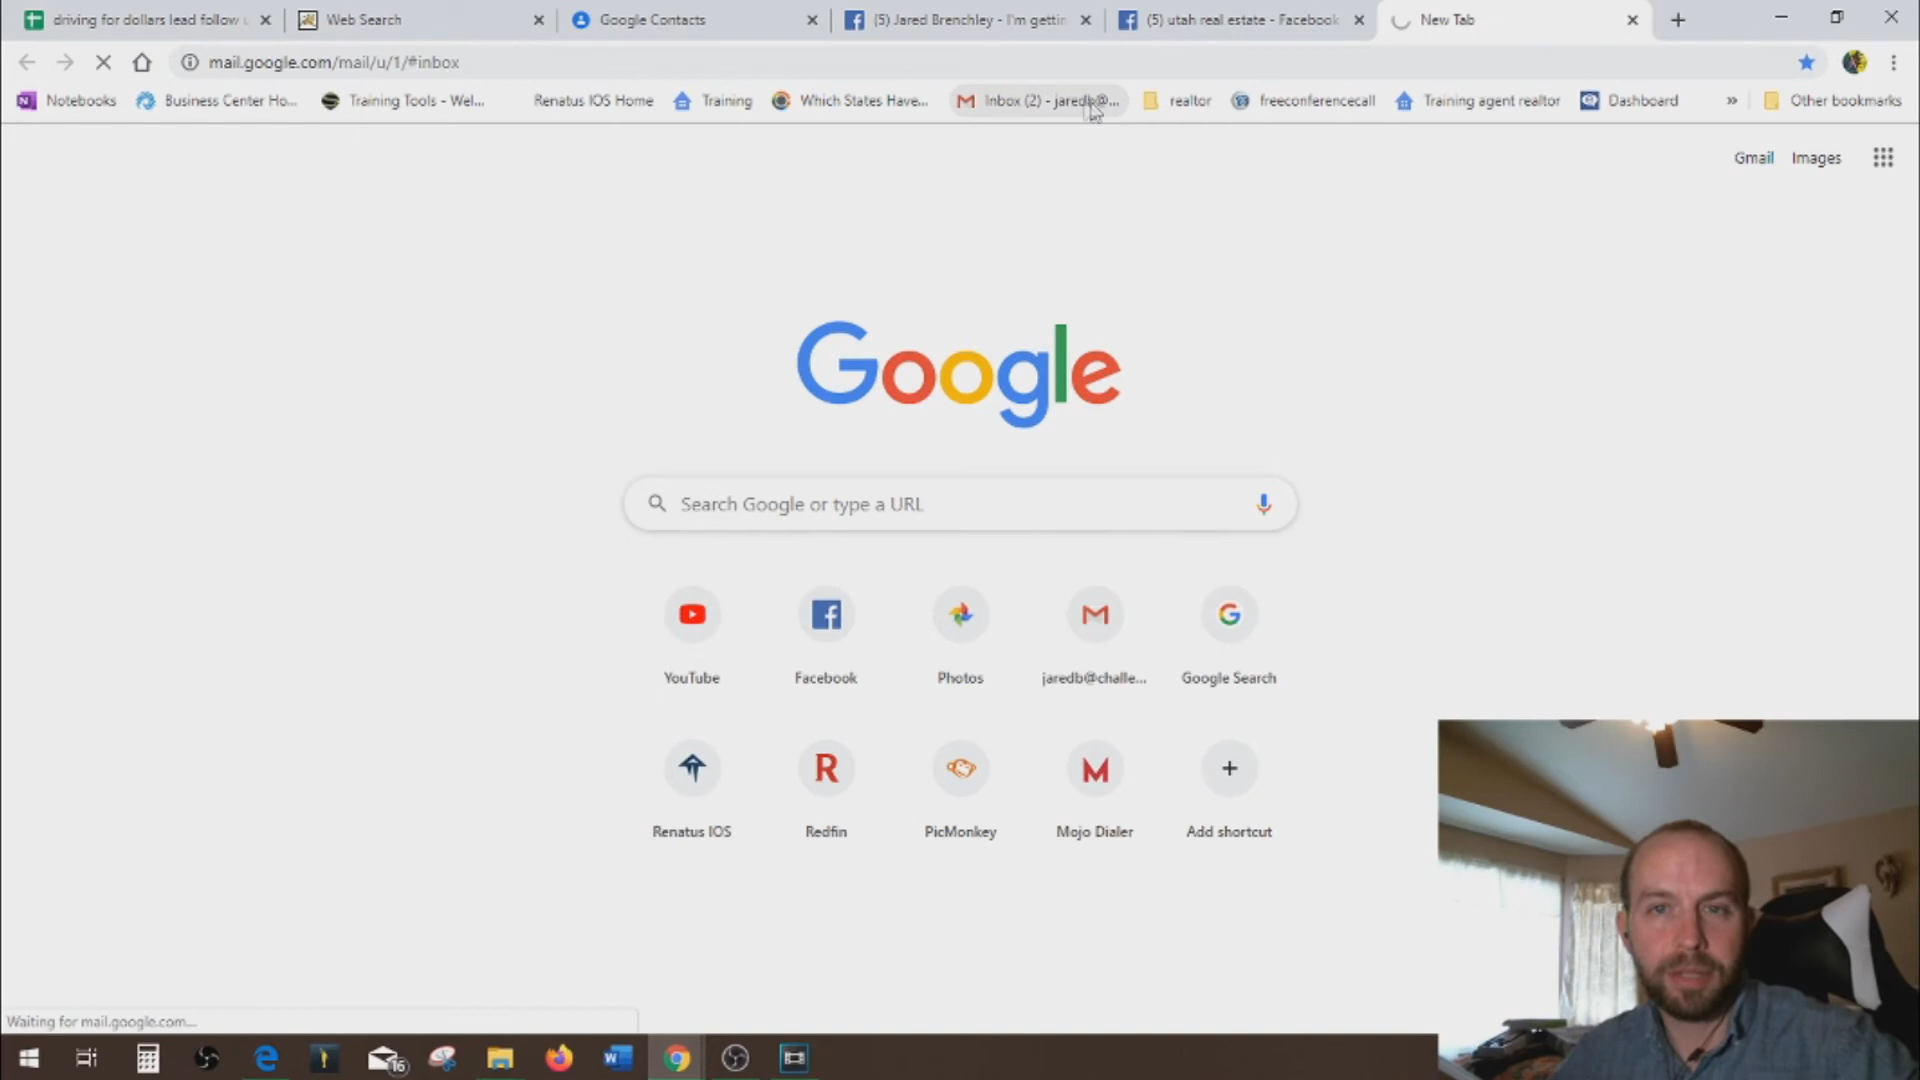 driving for dollars lead follow u
Web Search
Google Contacts
(5) Jared Brenchley - I'm gettin
(5) utah real estate - Facebook
New Tab
mail.google.com/mail/u/1/#inbox
Notebooks
Business Center Ho...
Training Tools - Wel...
Renatus IOS Home
Training
Which States Have...
Inbox (2) - jaredb@...
realtor
freeconferencecall
Training agent realtor
Dashboard
»
Other bookmarks
Gmail
Images
Google
Search Google or type a URL
YouTube
Facebook
Photos
jaredb@challe...
Google Search
Renatus IOS
Redfin
PicMonkey
Mojo Dialer
Add shortcut
Waiting for mail.google.com...
16